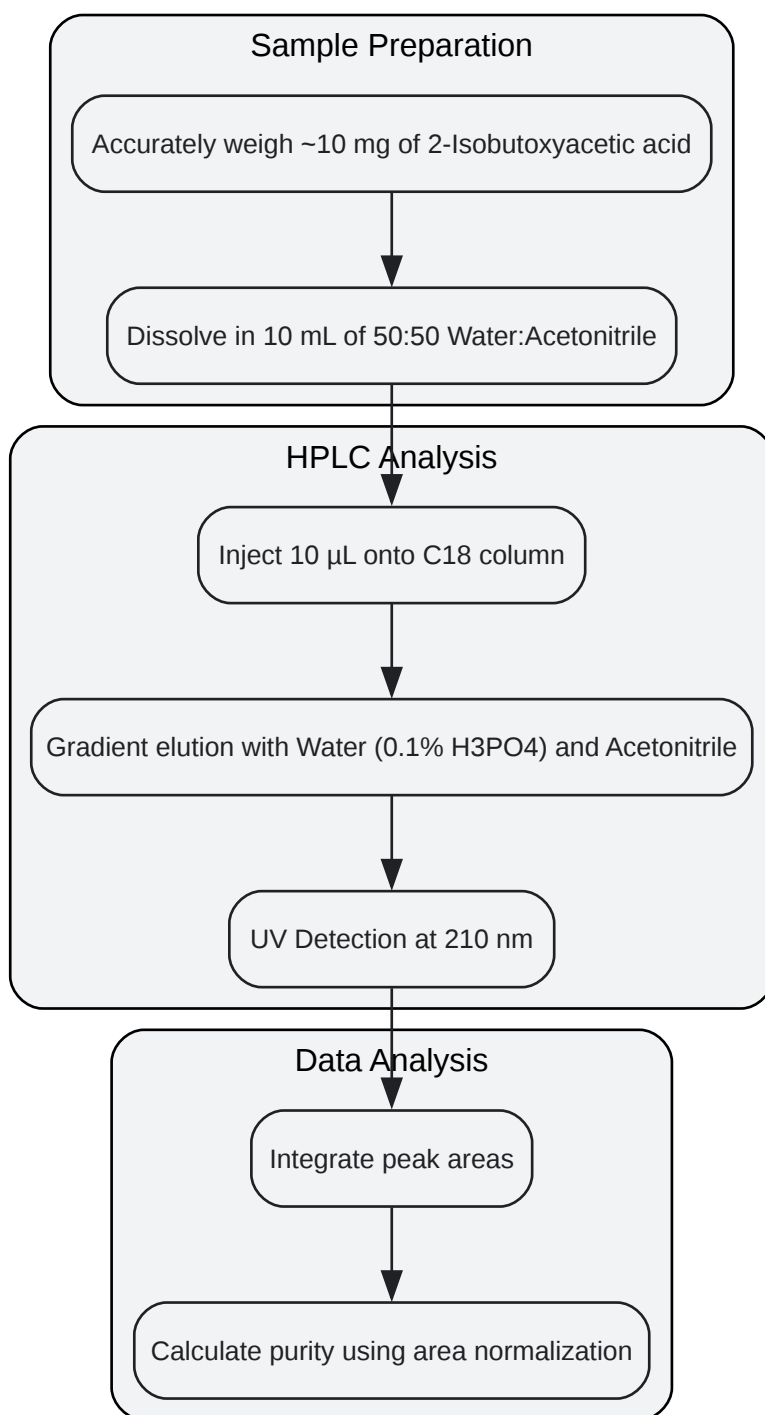 Sample Preparation
Accurately weigh ~10 mg of 2-Isobutoxyacetic acid
Dissolve in 10 mL of 50:50 Water:Acetonitrile
HPLC Analysis
Inject 10 µL onto C18 column
Gradient elution with Water (0.1% H3PO4) and Acetonitrile
UV Detection at 210 nm
Data Analysis
Integrate peak areas
Calculate purity using area normalization